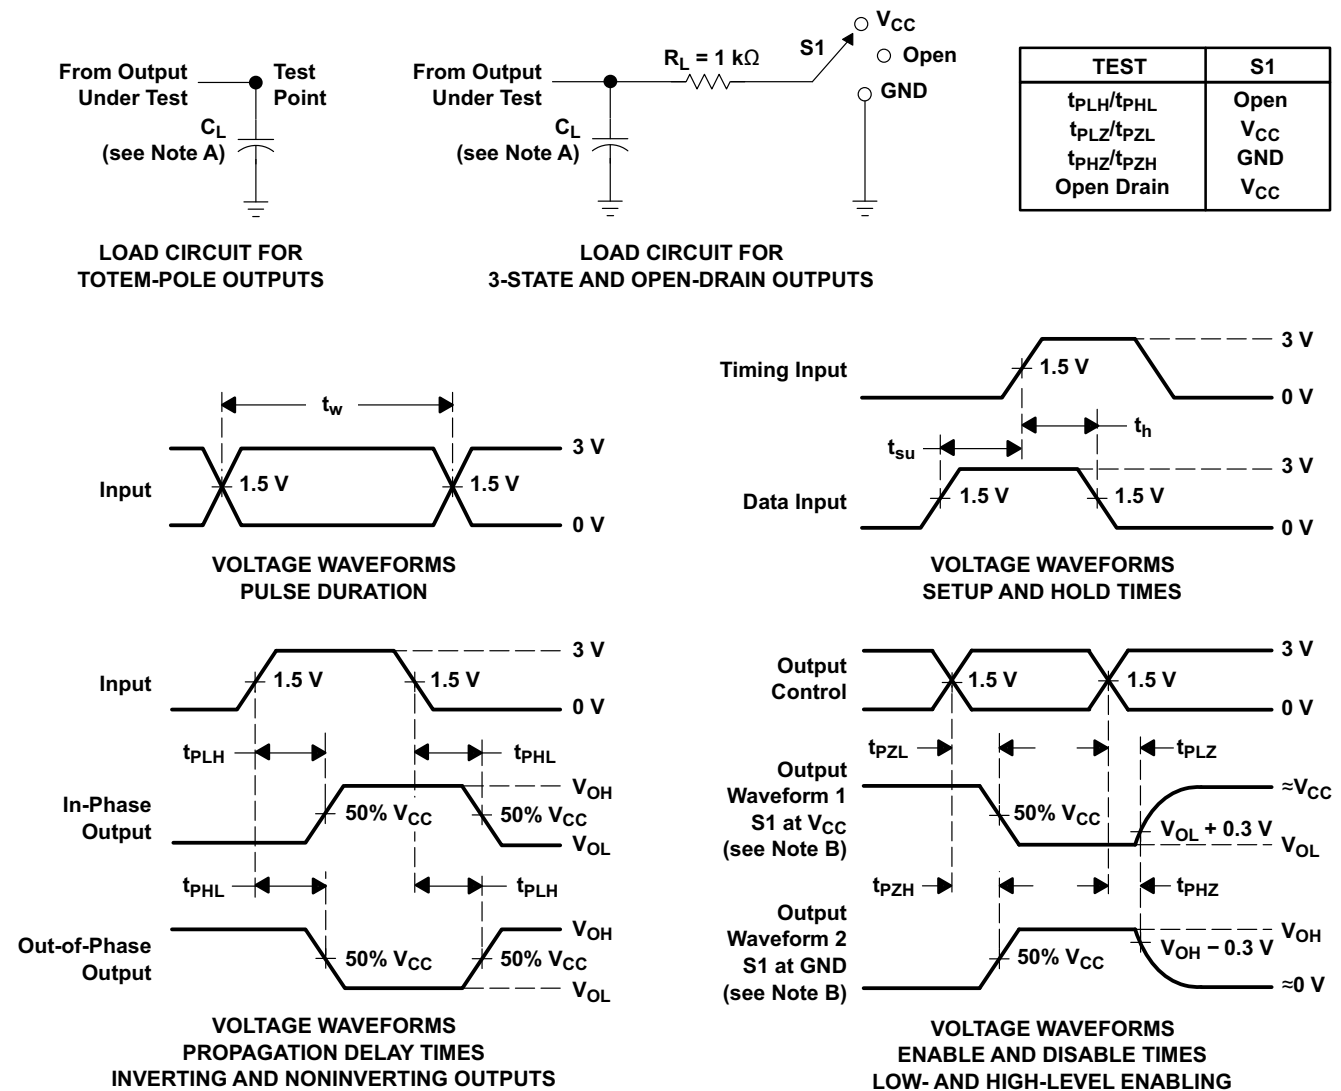 From Output
Under Test
Test
Point
CL
(see Note A)
LOAD CIRCUIT FOR
TOTEM-POLE OUTPUTS
From Output
Under Test
RL = 1 kΩ
S1
VCC
Open
GND
CL
(see Note A)
LOAD CIRCUIT FOR
3-STATE AND OPEN-DRAIN OUTPUTS
TEST S1
tPLH/tPHL Open
tPLZ/tPZL VCC
tPHZ/tPZH GND
Open Drain VCC
tw
Input
1.5 V
1.5 V
3 V
0 V
VOLTAGE WAVEFORMS
PULSE DURATION
Timing Input
1.5 V
3 V
0 V
th
tsu
Data Input
1.5 V
1.5 V
3 V
0 V
VOLTAGE WAVEFORMS
SETUP AND HOLD TIMES
Input
1.5 V
1.5 V
3 V
0 V
tPLH
tPHL
In-Phase
Output
50% VCC
50% VCC
VOH
VOL
tPHL
tPLH
Out-of-Phase
Output
50% VCC
50% VCC
VOH
VOL
VOLTAGE WAVEFORMS
PROPAGATION DELAY TIMES
INVERTING AND NONINVERTING OUTPUTS
Output
Control
1.5 V
1.5 V
3 V
0 V
tPZL
tPLZ
Output
Waveform 1
S1 at VCC
(see Note B)
50% VCC
VOL + 0.3 V
≈VCC
VOL
tPZH
tPHZ
Output
Waveform 2
S1 at GND
(see Note B)
50% VCC
VOH − 0.3 V
VOH
≈0 V
VOLTAGE WAVEFORMS
ENABLE AND DISABLE TIMES
LOW- AND HIGH-LEVEL ENABLING